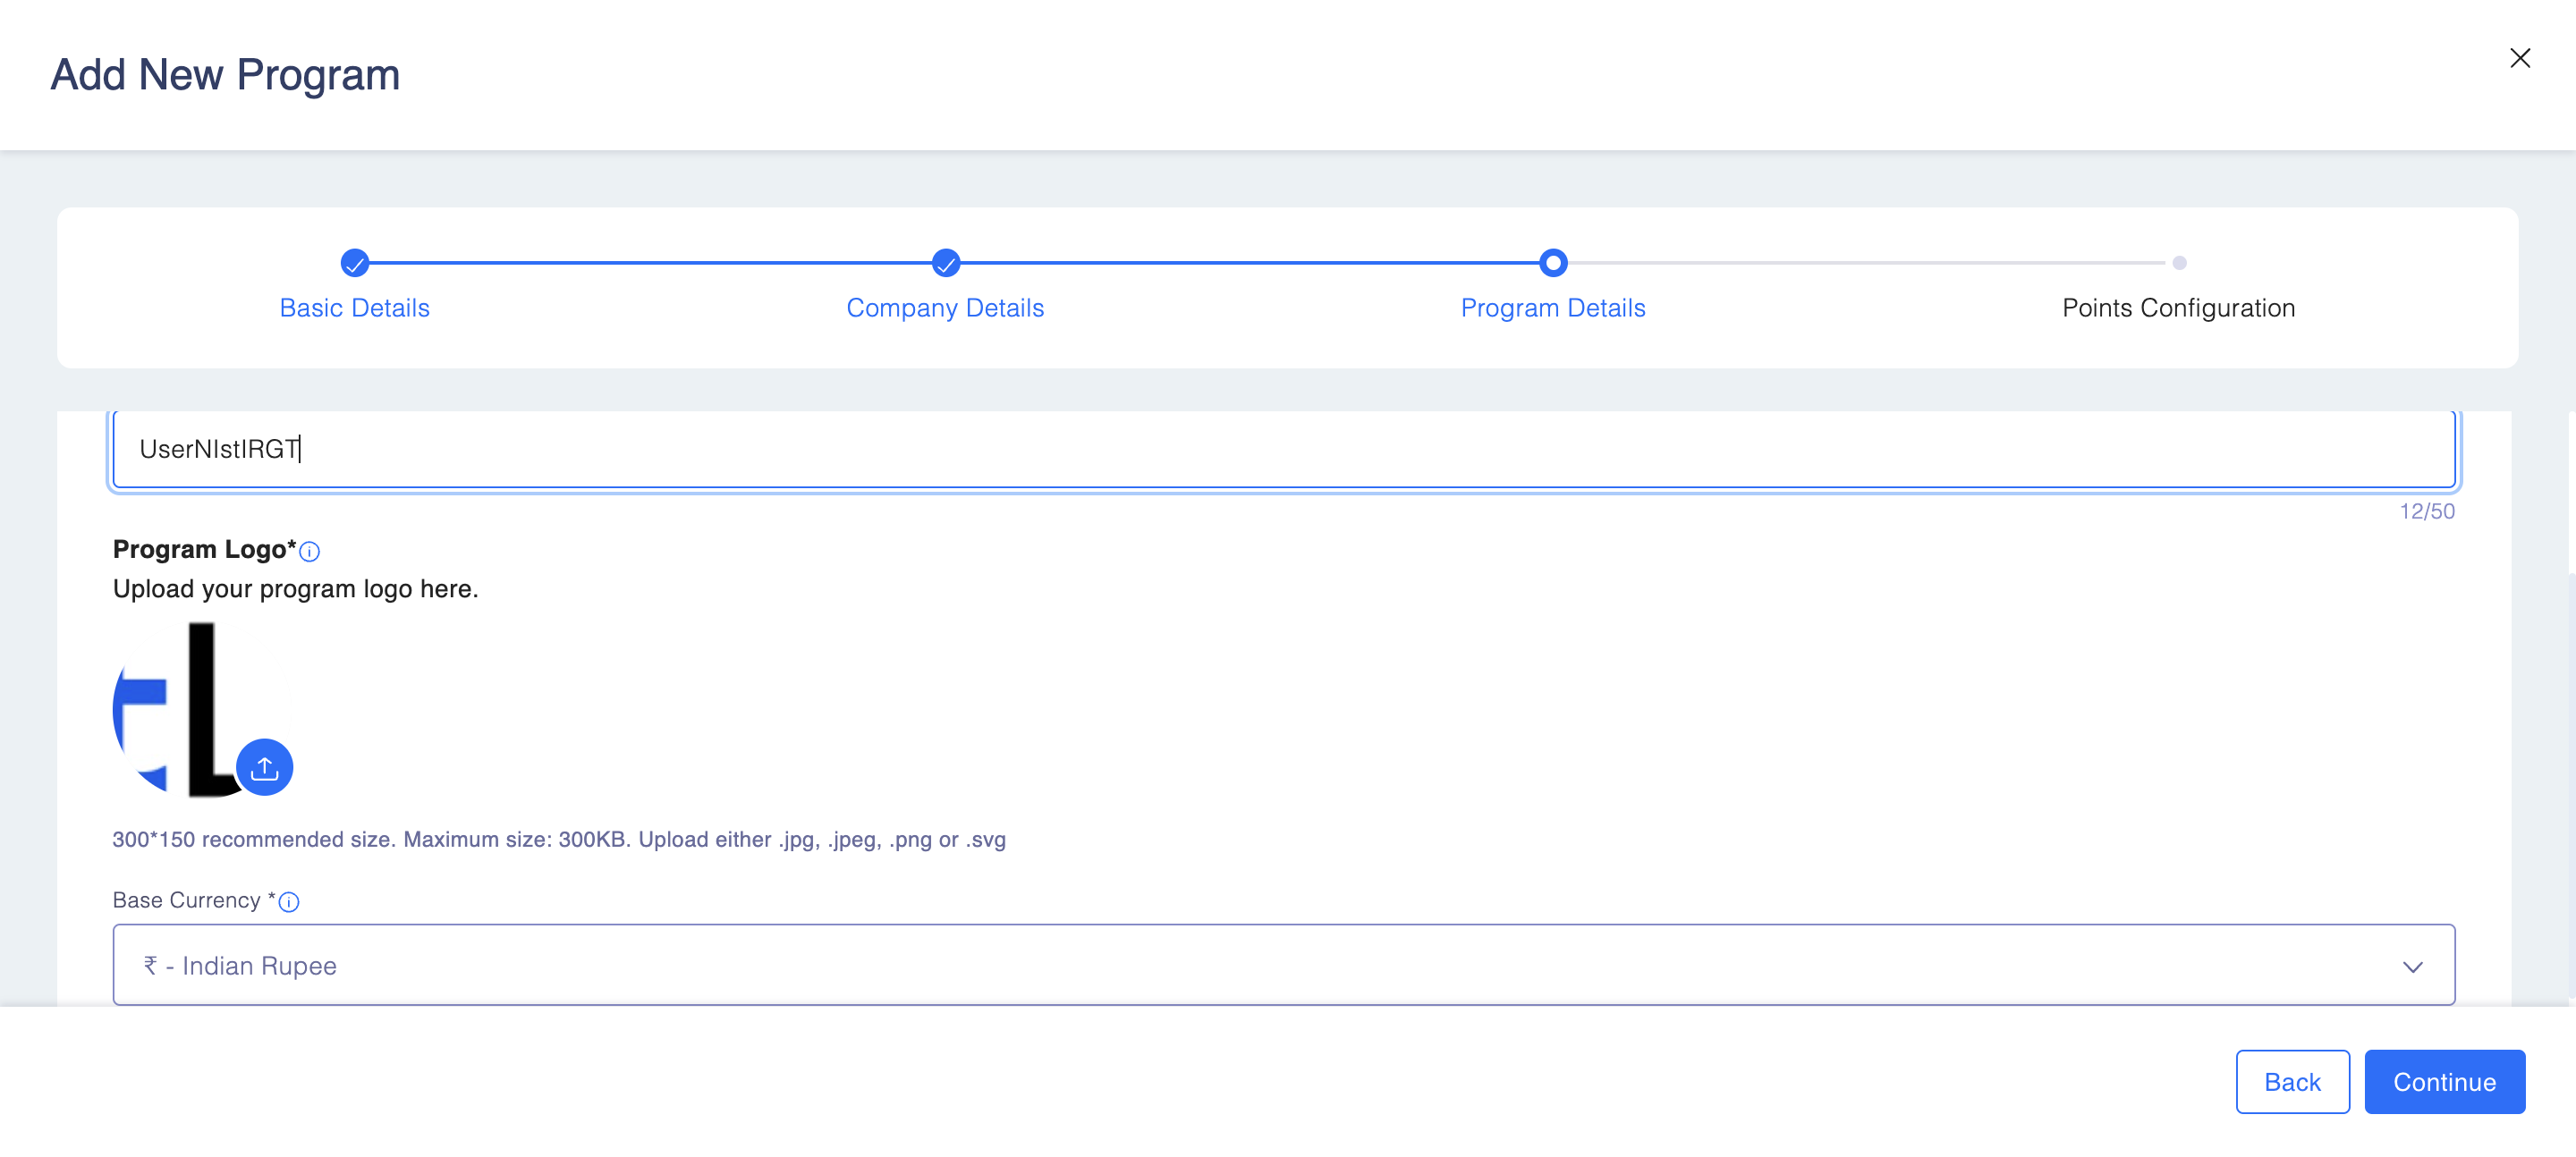 Add New Program
Basic Details
Company Details
Program Details
Points Configuration
UserNIstIRGT
12/50
Program Logo*
Upload your program logo here.
300*150 recommended size. Maximum size: 300KB. Upload either .jpg, .jpeg, .png or .svg
Base Currency *
₹ - Indian Rupee
Back
Continue